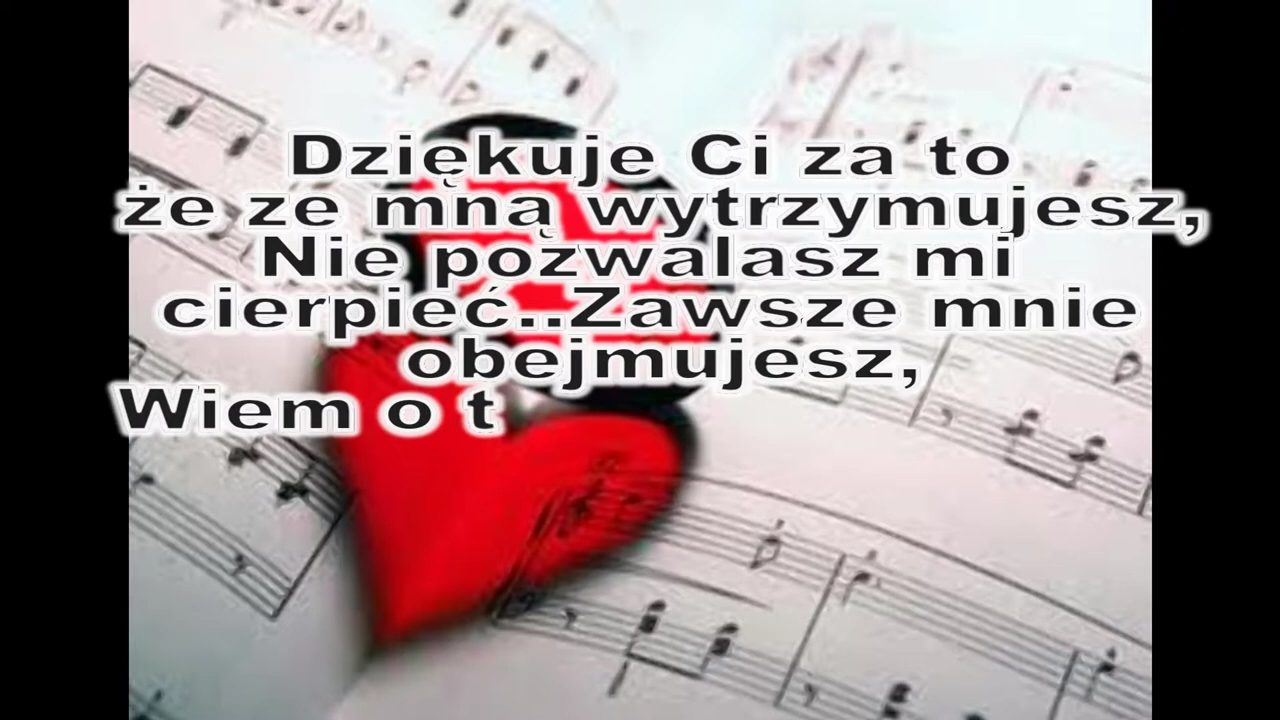 Dziękuje Ci za to
że ze mną wytrzymujesz,
Nie pozwalasz mi
cierpieć..Zawsze mnie
obejmujesz,
Wiem o t